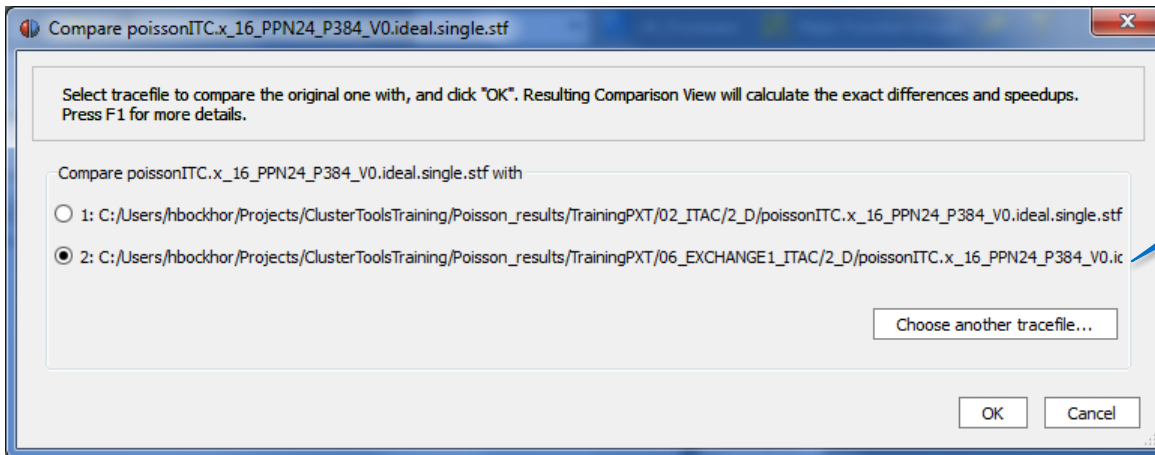 Compare poissonITC.x_16_PPN24_P384_V0.ideal.single.stf
X
Select tracefile to compare the original one with, and click "OK". Resulting Comparison View will calculate the exact differences and speedups.
Press F1 for more details.
Compare poissonITC.x_16_PPN24_P384_V0.ideal.single.stf with
1: C:/Users/hbockhor/Projects/ClusterToolsTraining/Poisson_results/TrainingPXT/02_ITAC/2_D/poissonITC.x_16_PPN24_P384_V0.ideal.single.stf
2: C:/Users/hbockhor/Projects/ClusterToolsTraining/Poisson_results/TrainingPXT/06_EXCHANGE1_ITAC/2_D/poissonITC.x_16_PPN24_P384_V0.ic
Choose another tracefile...
OK Cancel